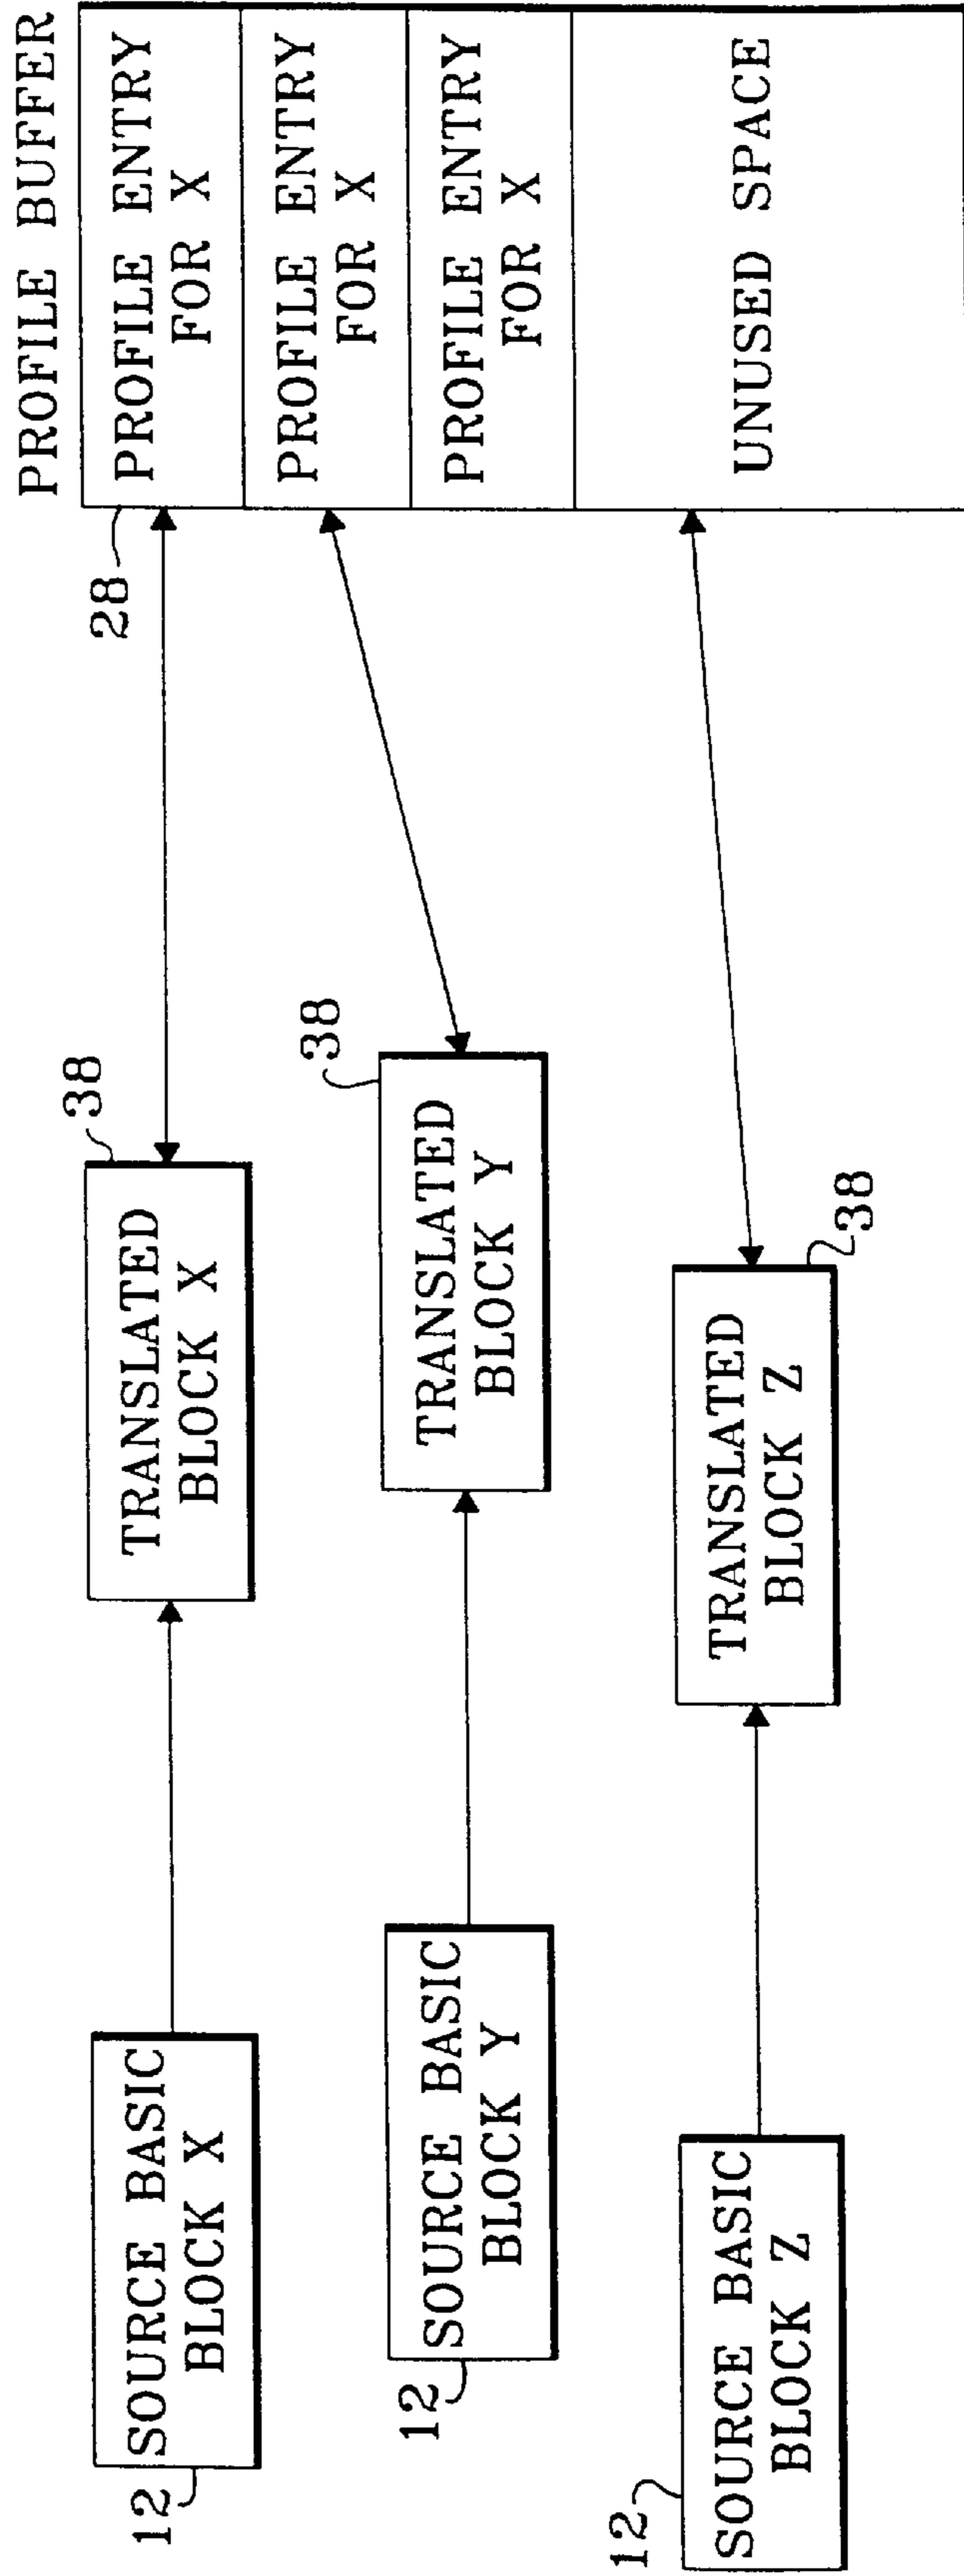 PROFILE BUFFER
28
PROFILE ENTRY
FOR X
PROFILE ENTRY
FOR X
PROFILE ENTRY
FOR X
UNUSED SPACE
38
TRANSLATED
BLOCK X
38
TRANSLATED
BLOCK Y
38
TRANSLATED
BLOCK Z
12
SOURCE BASIC
BLOCK X
12
SOURCE BASIC
BLOCK Y
12
SOURCE BASIC
BLOCK Z